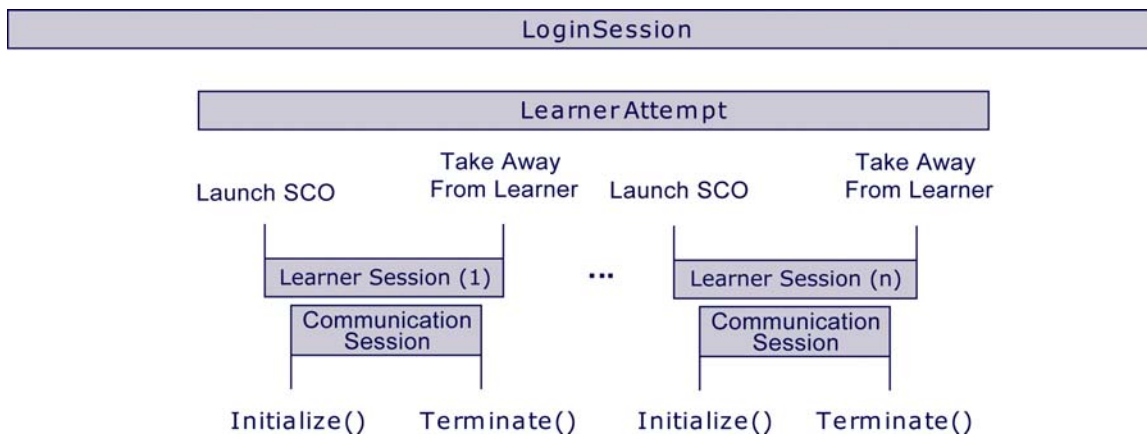 LoginSession
LearnerAttempt
Launch SCO
Take Away
From Learner
Launch SCO
Take Away
From Learner
Learner Session (1)
...
Learner Session (n)
Communication
Session
Communication
Session
Initialize()
Terminate()
Initialize()
Terminate()